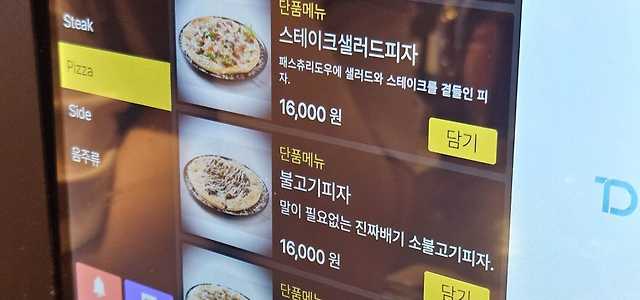 Steak
Pizza
Side
음주류
단품메뉴
스테이크샐러드피자
패스츄리도우에 샐러드와 스테이크를 곁들인 피
자.
16,000 원
담기
단품메뉴
불고기피자
말이 필요없는 진짜배기 소불고기피자.
16,000 원
담기
단품메뉴